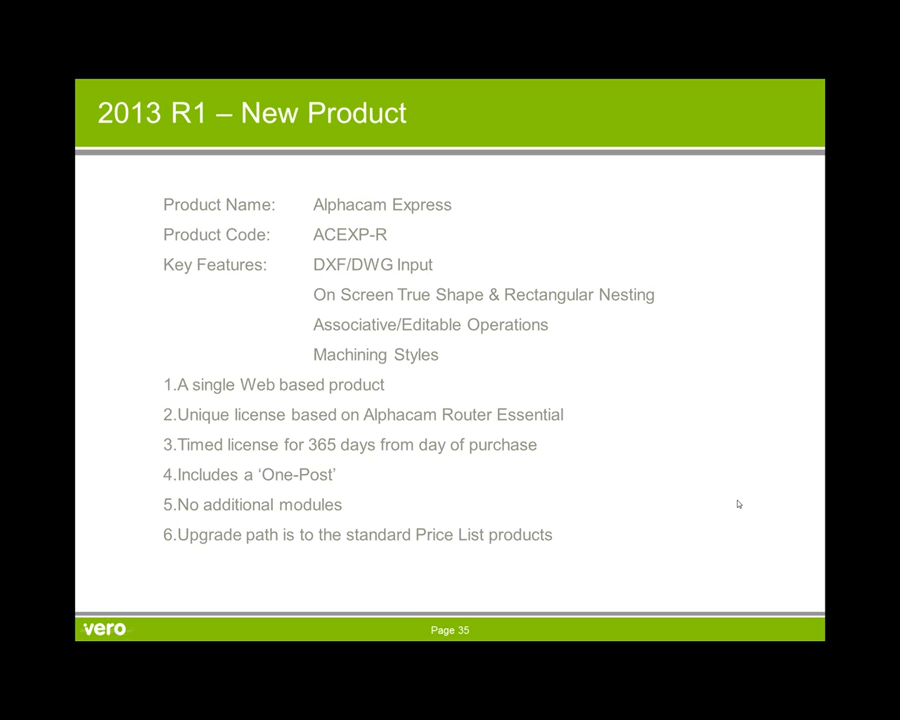 2013 R1 – New Product
Product Name: Alphacam Express
Product Code: ACEXP-R
Key Features: DXF/DWG Input
On Screen True Shape & Rectangular Nesting
Associative/Editable Operations
Machining Styles
1.A single Web based product
2.Unique license based on Alphacam Router Essential
3.Timed license for 365 days from day of purchase
4.Includes a ‘One-Post’
5.No additional modules
6.Upgrade path is to the standard Price List products
vero Page 35